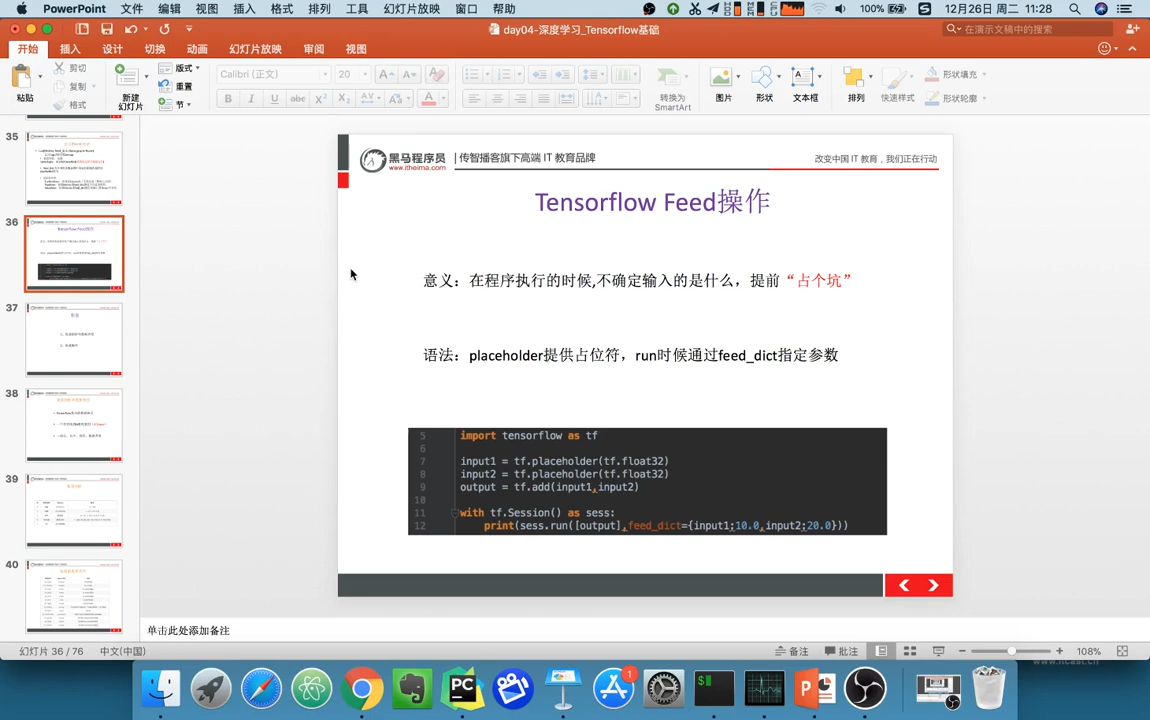 PowerPoint 文件 编辑 视图 插入 格式 排列 工具 幻灯片放映 窗口 帮助 100% 12月26日 周二 11:28
day04-深度学习_Tensorflow基础
在演示文稿中的搜索
开始 插入 设计 切换 动画 幻灯片放映 审阅 视图
粘贴 剪切 复制 格式
新建幻灯片 版式 重置 节
Calibri (正文) 20
B I U abc X² X₂
转换为 SmartArt
图片 形状 文本框 排列 快速样式 形状填充 形状轮廓
35
36
37
38
39
40
黑马程序员 | 传智播客旗下高端 IT 教育品牌
www.itheima.com
改变中国 IT 教育，我们正在行动
Tensorflow Feed操作
意义：在程序执行的时候,不确定输入的是什么，提前“占个坑”
语法：placeholder提供占位符，run时候通过feed_dict指定参数
5 import tensorflow as tf
6
7 input1 = tf.placeholder(tf.float32)
8 input2 = tf.placeholder(tf.float32)
9 output = tf.add(input1,input2)
10
11 with tf.Session() as sess:
12 print(sess.run([output],feed_dict={input1:10.0,input2:20.0}))
单击此处添加备注
幻灯片 36 / 76 中文(中国) 备注 批注 108%
PC
1
$
P